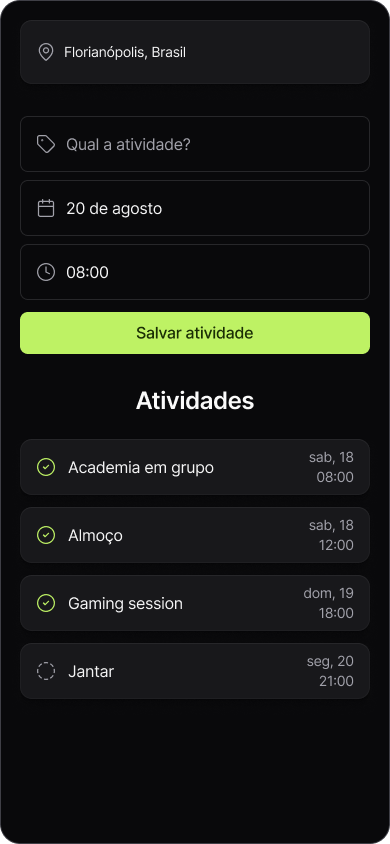 Florianópolis, Brasil
Qual a atividade?
20 de agosto
08:00
Salvar atividade
Atividades
Academia em grupo
sab, 18
08:00
Almoço
sab, 18
12:00
Gaming session
dom, 19
18:00
Jantar
seg, 20
21:00